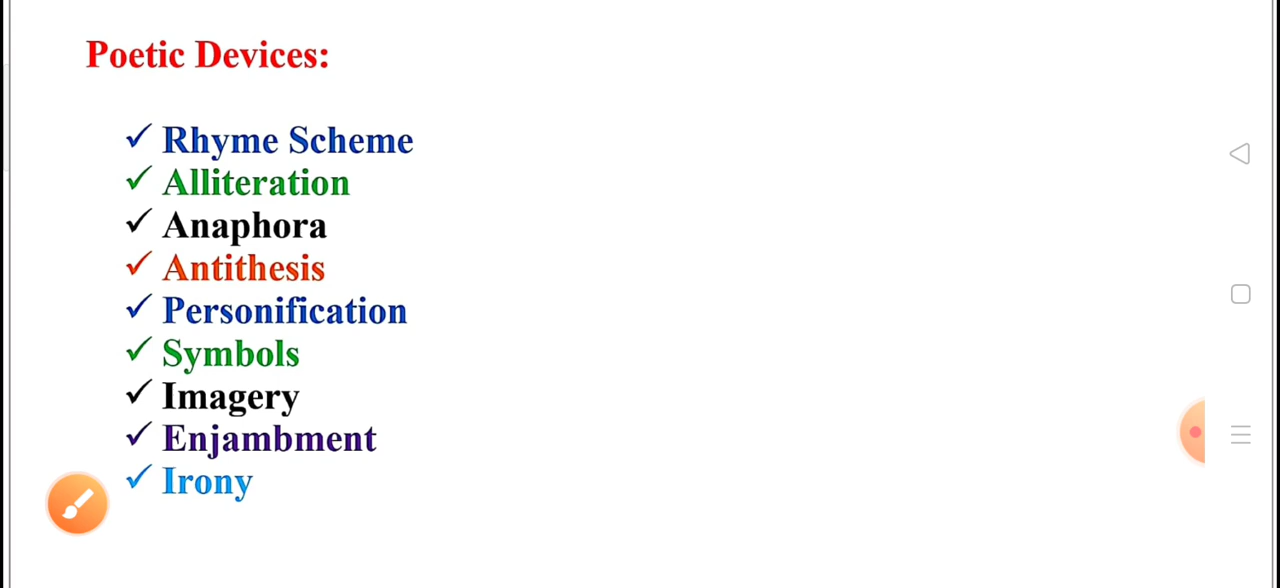 Poetic Devices:
✓ Rhyme Scheme
✓ Alliteration
✓ Anaphora
✓ Antithesis
✓ Personification
✓ Symbols
✓ Imagery
✓ Enjambment
✓ Irony